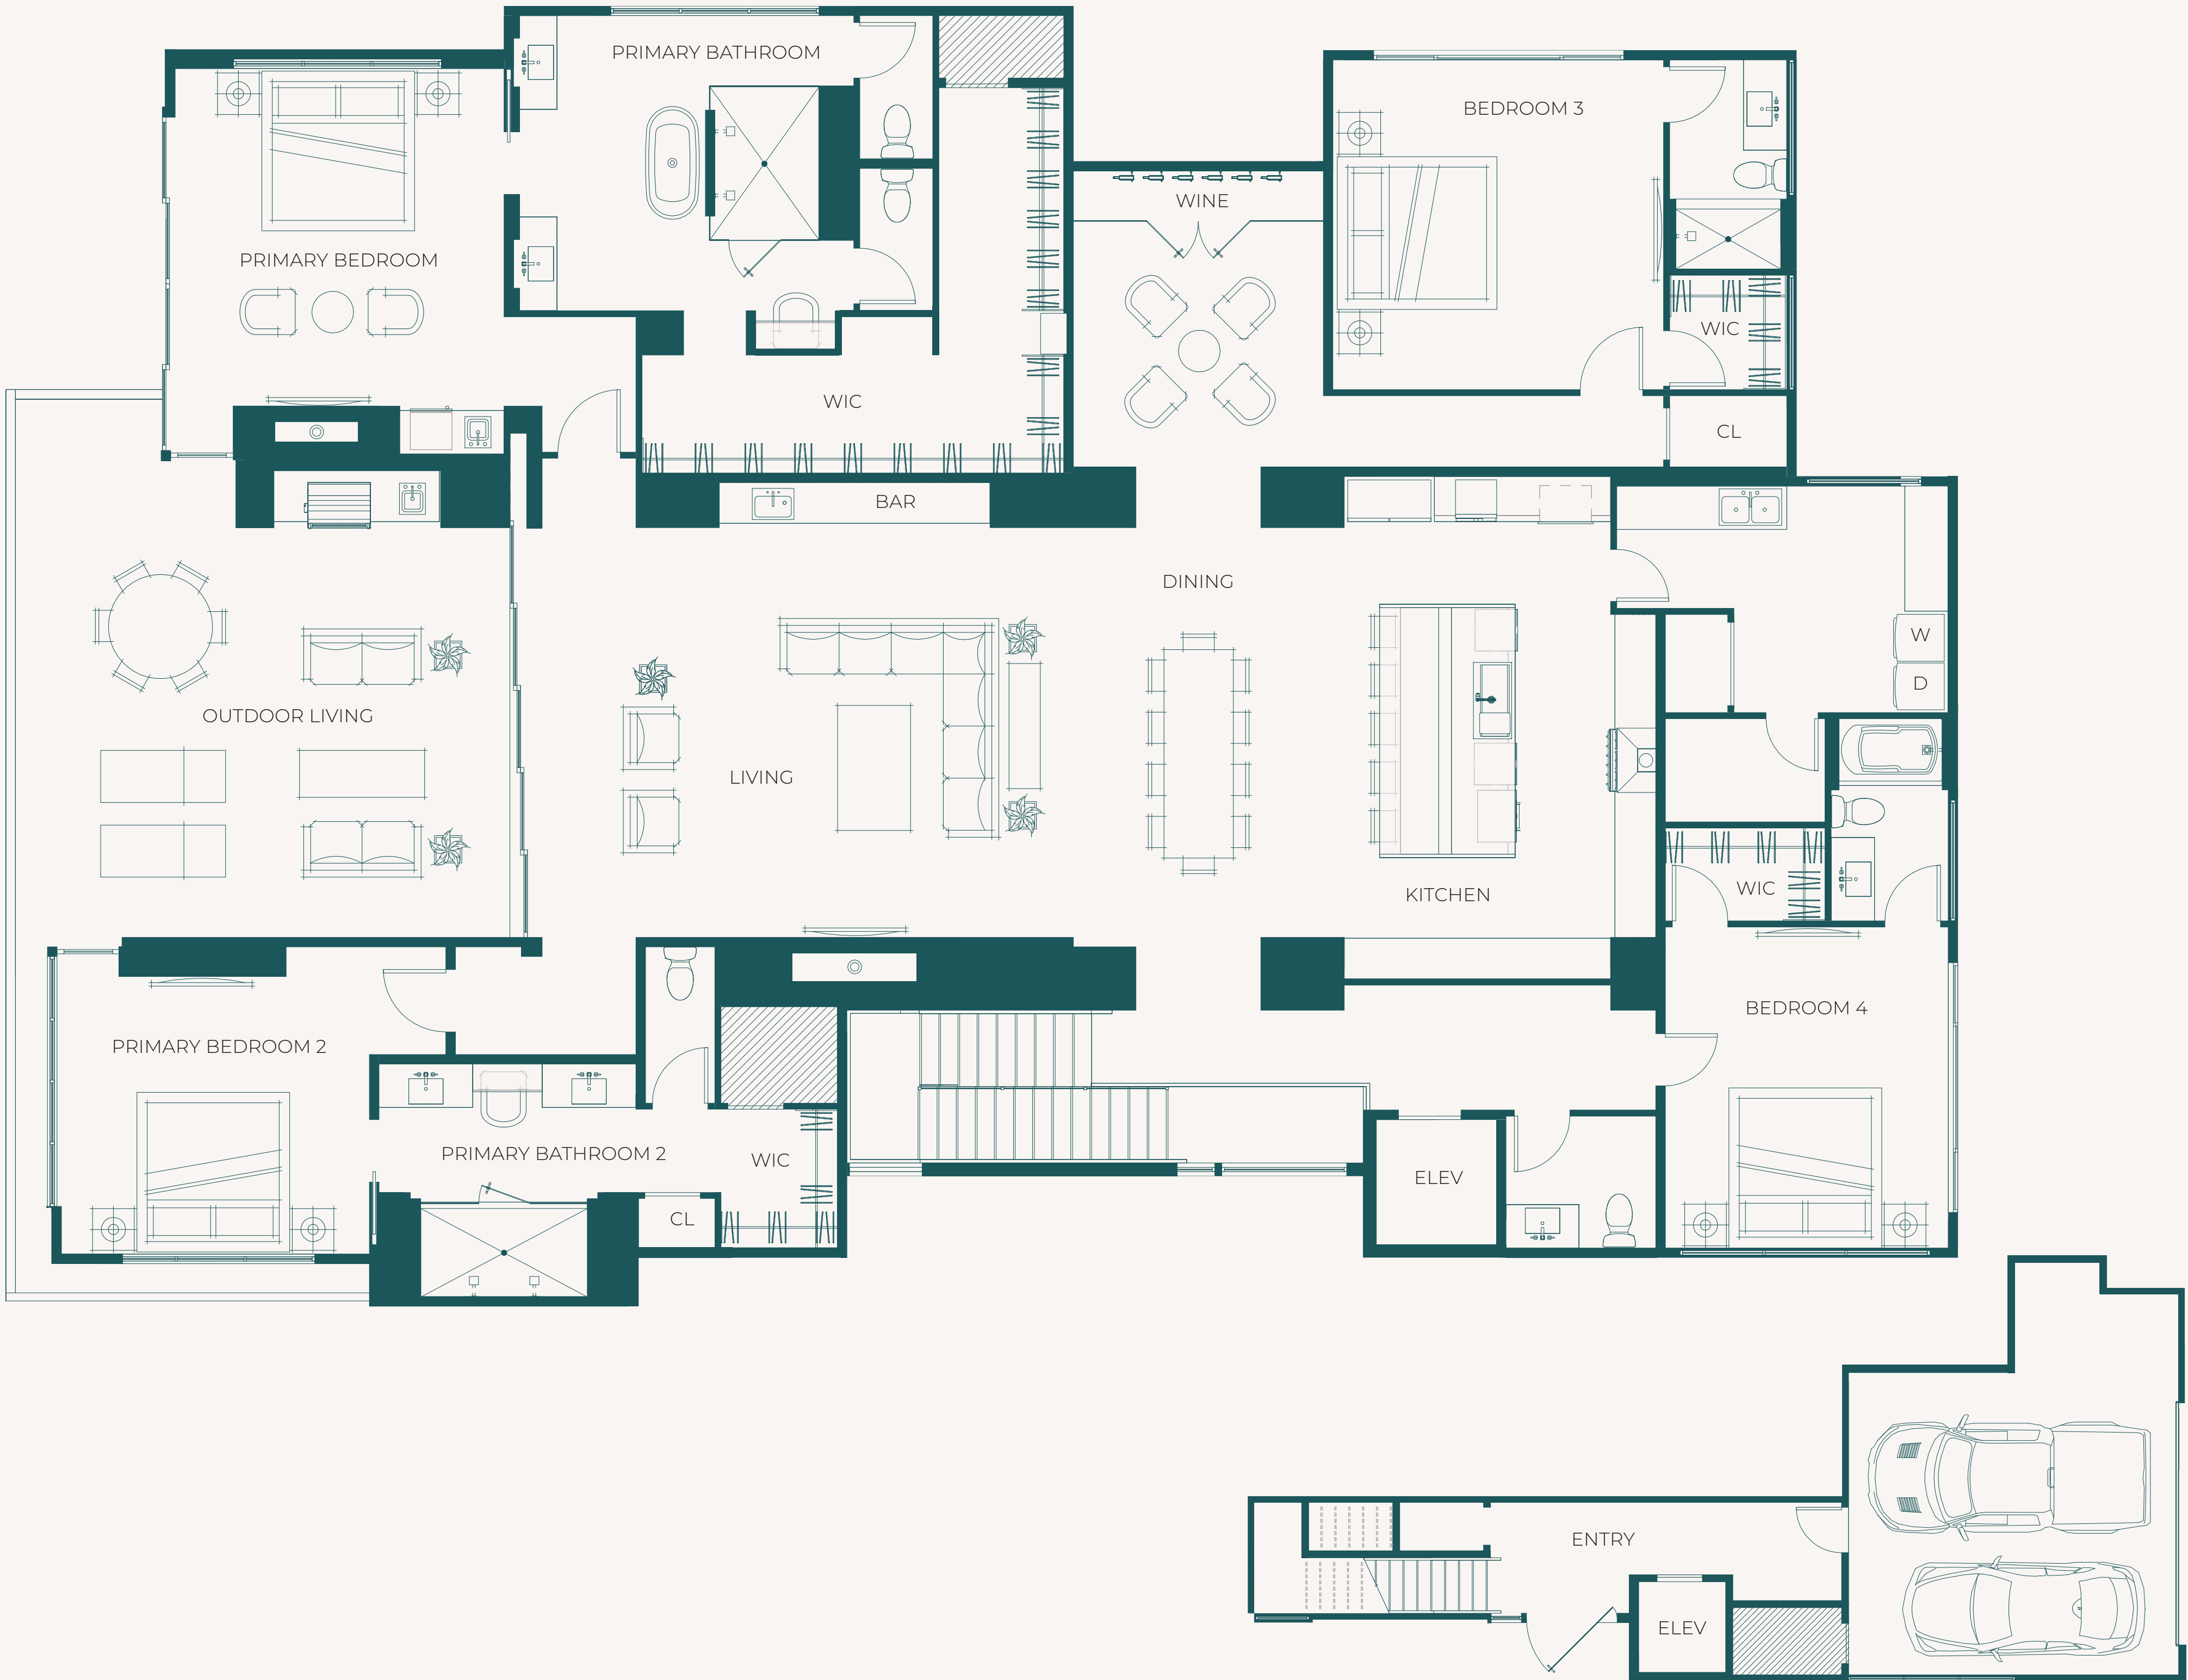 PRIMARY BATHROOM
BEDROOM 3
WINE
PRIMARY BEDROOM
WIC
WIC
CL
BAR
DINING
W
D
OUTDOOR LIVING
LIVING
KITCHEN
WIC
BEDROOM 4
PRIMARY BEDROOM 2
PRIMARY BATHROOM 2
WIC
ELEV
CL
ENTRY
ELEV